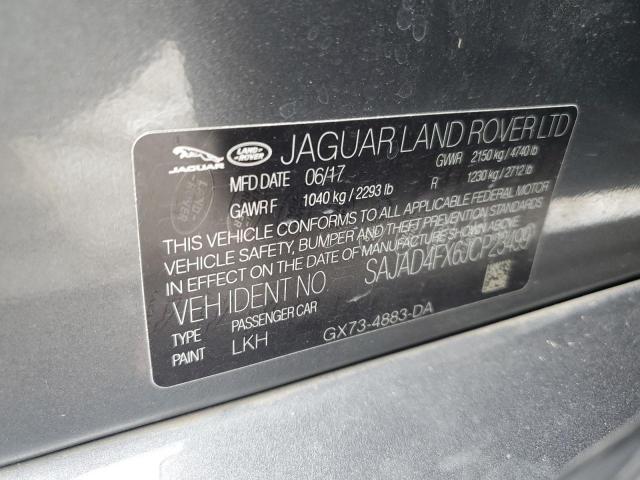 JAGUAR LAND-ROVER JAGUAR LAND ROVER LTD
MFD DATE 06/17 GVWR 2150 kg / 4740 lb
GAWR F 1040 kg / 2293 lb R 1230 kg / 2712 lb
THIS VEHICLE CONFORMS TO ALL APPLICABLE FEDERAL MOTOR
VEHICLE SAFETY, BUMPER AND THEFT PREVENTION STANDARDS
IN EFFECT ON THE DATE OF MANUFACTURE SHOWN ABOVE
VEH IDENT NO. SAJAD4FX6JCP23499
TYPE PASSENGER CAR
PAINT LKH GX73-4883-DA